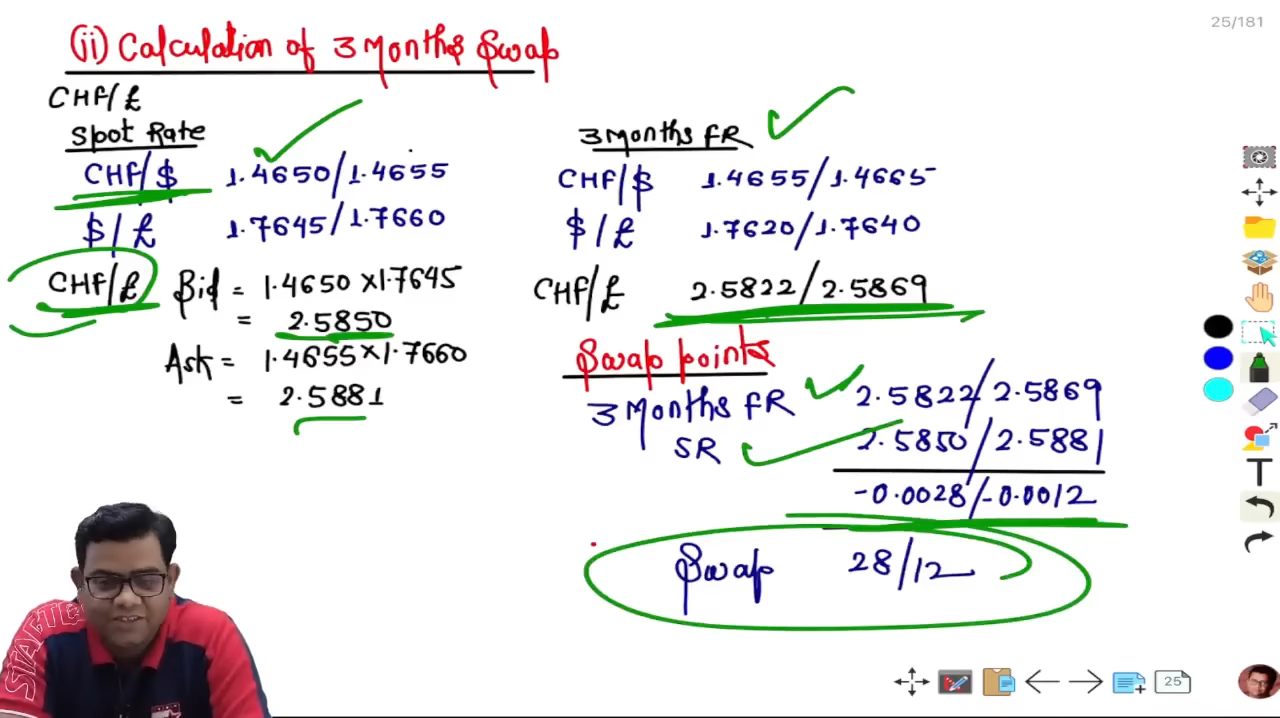 25/181
(ii) Calculation of 3 Months Swap
CHf/£
Spot Rate
CHf/$ 1.4650/1.4655
$/£ 1.7645/1.7660
CHf/£ Bid = 1.4650 x 1.7645
= 2.5850
Ask = 1.4655 x 1.7660
= 2.5881
3 Months FR
CHf/$ 1.4655/1.4665
$/£ 1.7620/1.7640
CHf/£ 2.5822/2.5869
Swap points
3 Months FR 2.5822/2.5869
SR 2.5850/2.5881
-0.0028/-0.0012
Swap 28/12
T
25